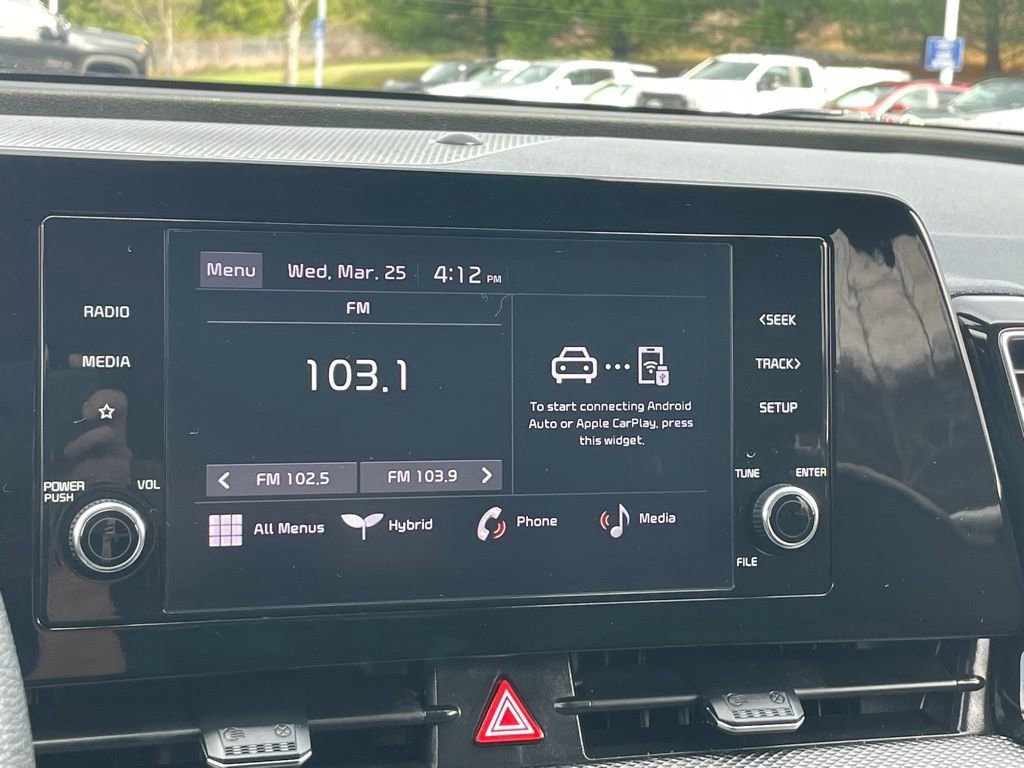 Menu Wed, Mar. 25 4:12 PM
FM
103.1
To start connecting Android
Auto or Apple CarPlay, press
this widget.
FM 102.5 FM 103.9
All Menus Hybrid Phone Media
RADIO
MEDIA
POWER
PUSH
VOL
<SEEK
TRACK>
SETUP
TUNE
ENTER
FILE